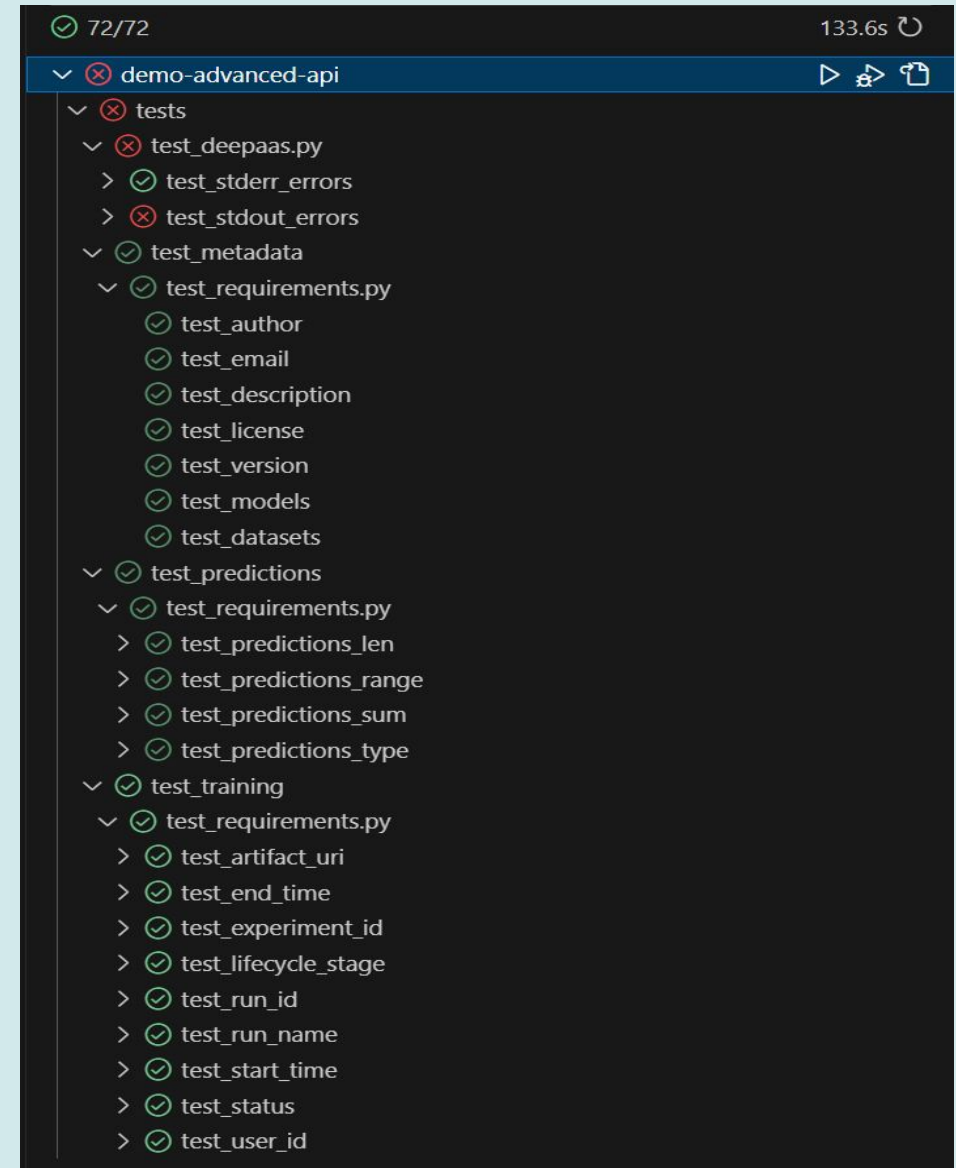 72/72 133.6s
demo-advanced-api
tests
test_deepaas.py
test_stderr_errors
test_stdout_errors
test_metadata
test_requirements.py
test_author
test_email
test_description
test_license
test_version
test_models
test_datasets
test_predictions
test_requirements.py
test_predictions_len
test_predictions_range
test_predictions_sum
test_predictions_type
test_training
test_requirements.py
test_artifact_uri
test_end_time
test_experiment_id
test_lifecycle_stage
test_run_id
test_run_name
test_start_time
test_status
test_user_id